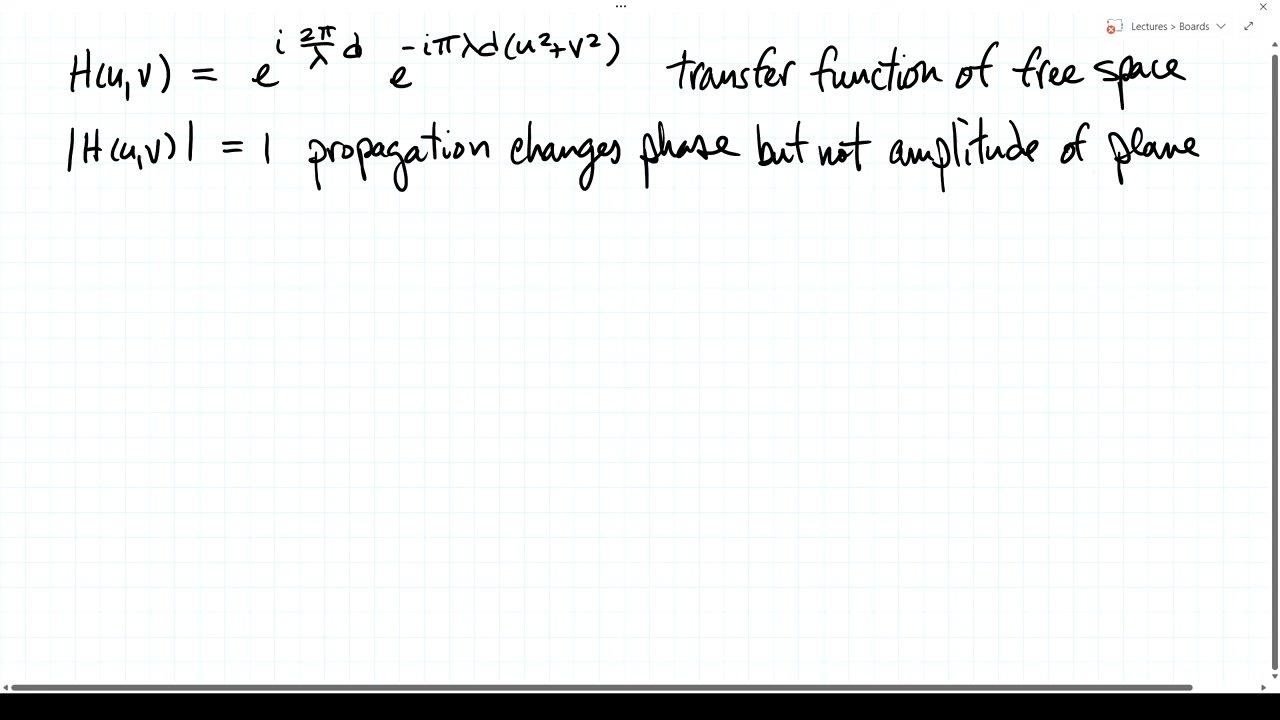 Lectures > Boards
H(u,v) = e^{i \frac{2π}{λ} d} e^{-iπλd(u²+v²)} transfer function of free space
|H(u,v)| = 1 propagation changes phase but not amplitude of plane